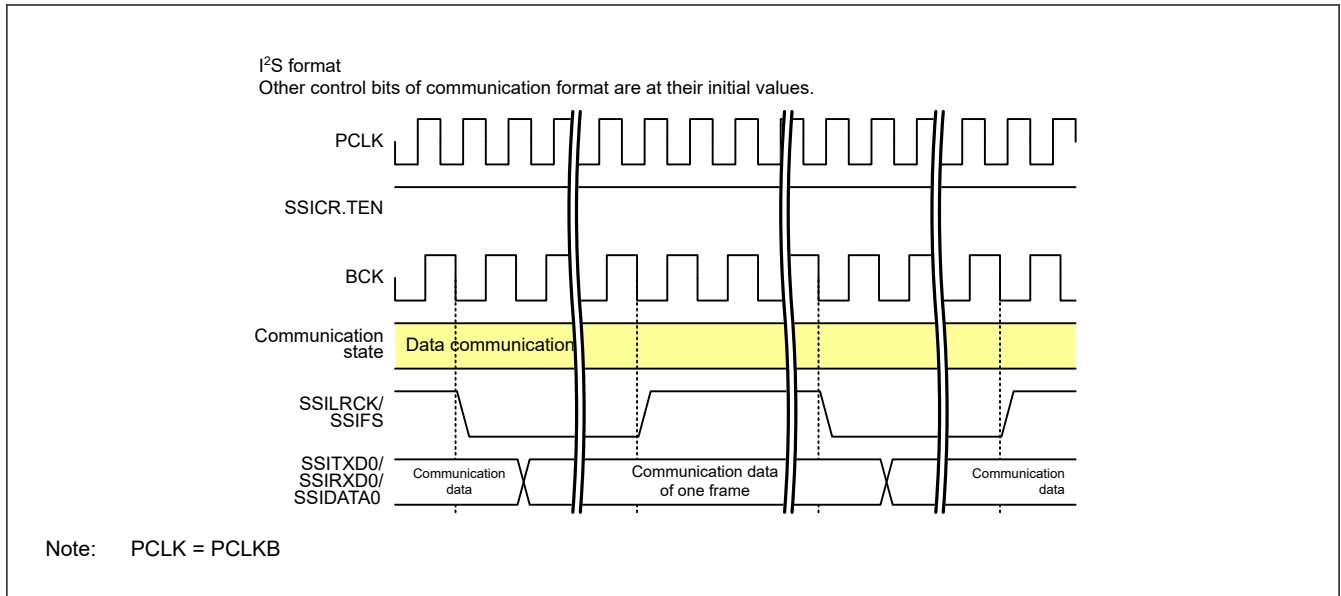 I²S format
Other control bits of communication format are at their initial values.
PCLK
SSICR.TEN
BCK
Communication
state
Data communication
SSILRCK/
SSIFS
SSITXD0/
SSIRXD0/
SSIDATA0
Communication
data
Communication data
of one frame
Communication
data
Note: PCLK = PCLKB